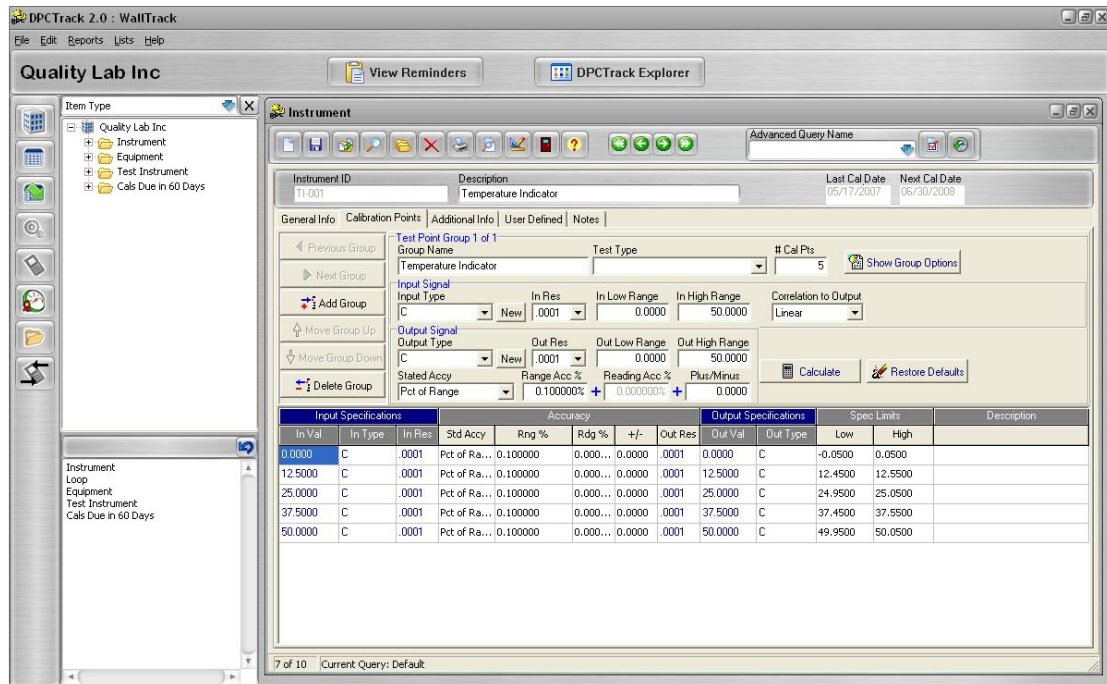 DPCTrack 2.0 : WallTrack
File Edit Reports Lists Help
Quality Lab Inc
View Reminders
DPCTrack Explorer
Item Type
Quality Lab Inc
Instrument
Equipment
Test Instrument
Cals Due in 60 Days
Instrument
Loop
Equipment
Test Instrument
Cals Due in 60 Days
Instrument
Advanced Query Name
Instrument ID Description Last Cal Date Next Cal Date
TI-001 Temperature Indicator 05/17/2007 06/30/2008
General Info Calibration Points Additional Info User Defined Notes
Previous Group
Next Group
Add Group
Move Group Up
Move Group Down
Delete Group
Test Point Group 1 of 1
Group Name Test Type # Cal Pts
Temperature Indicator 5 Show Group Options
Input Signal
Input Type In Res In Low Range In High Range Correlation to Output
C New .0001 0.0000 50.0000 Linear
Output Signal
Output Type Out Res Out Low Range Out High Range
C New .0001 0.0000 50.0000
Stated Accy Range Acc % Reading Acc % Plus/Minus
Pct of Range 0.100000% + 0.000000% + 0.0000
Calculate Restore Defaults
Input Specifications Accuracy Output Specifications Spec Limits Description
In Val In Type In Res Std Accy Rng % Rdg % +/- Out Res Out Val Out Type Low High
0.0000 C .0001 Pct of Ra... 0.100000 0.000... 0.0000 .0001 0.0000 C -0.0500 0.0500
12.5000 C .0001 Pct of Ra... 0.100000 0.000... 0.0000 .0001 12.5000 C 12.4500 12.5500
25.0000 C .0001 Pct of Ra... 0.100000 0.000... 0.0000 .0001 25.0000 C 24.9500 25.0500
37.5000 C .0001 Pct of Ra... 0.100000 0.000... 0.0000 .0001 37.5000 C 37.4500 37.5500
50.0000 C .0001 Pct of Ra... 0.100000 0.000... 0.0000 .0001 50.0000 C 49.9500 50.0500
7 of 10 Current Query: Default